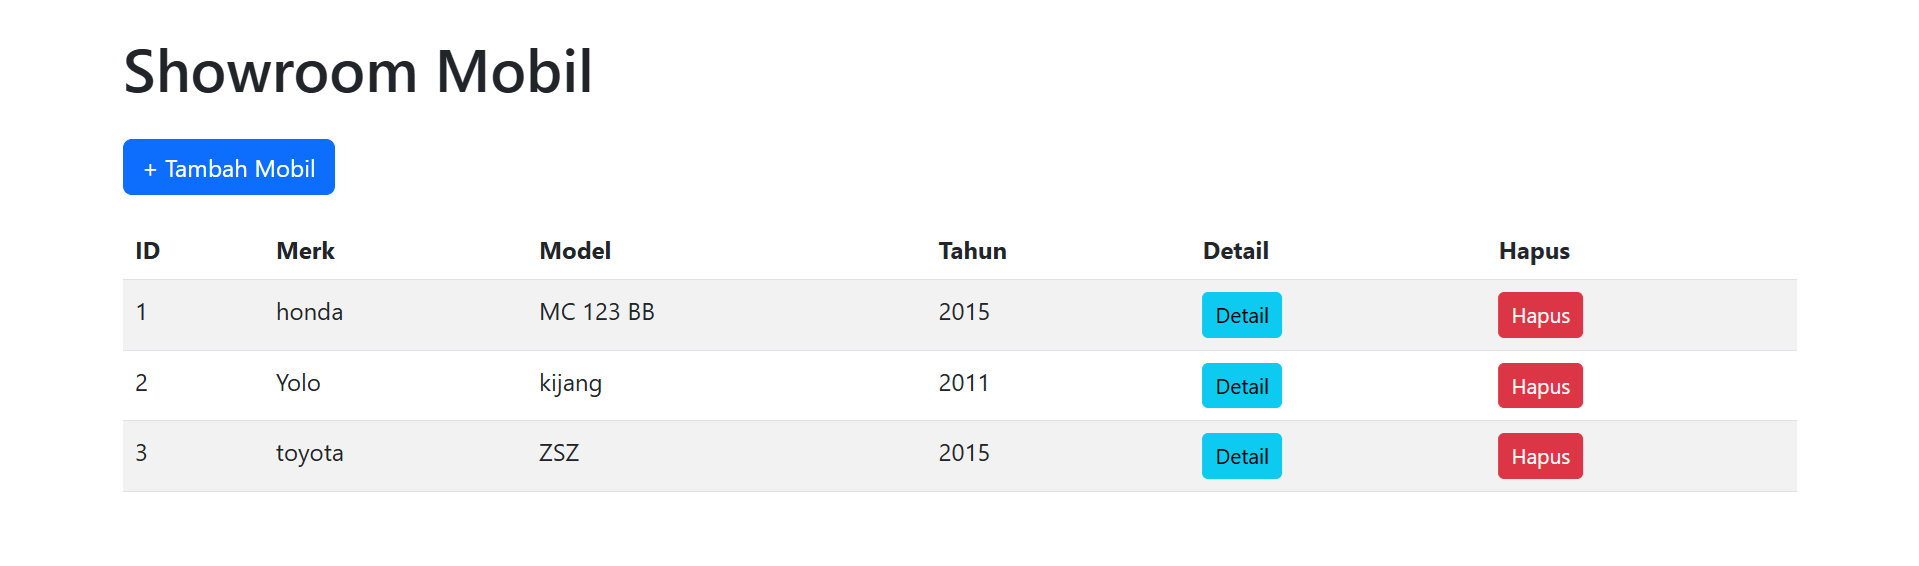 Showroom Mobil
+ Tambah Mobil
ID Merk Model Tahun Detail Hapus
1 honda MC 123 BB 2015 Detail Hapus
2 Yolo kijang 2011 Detail Hapus
3 toyota ZSZ 2015 Detail Hapus